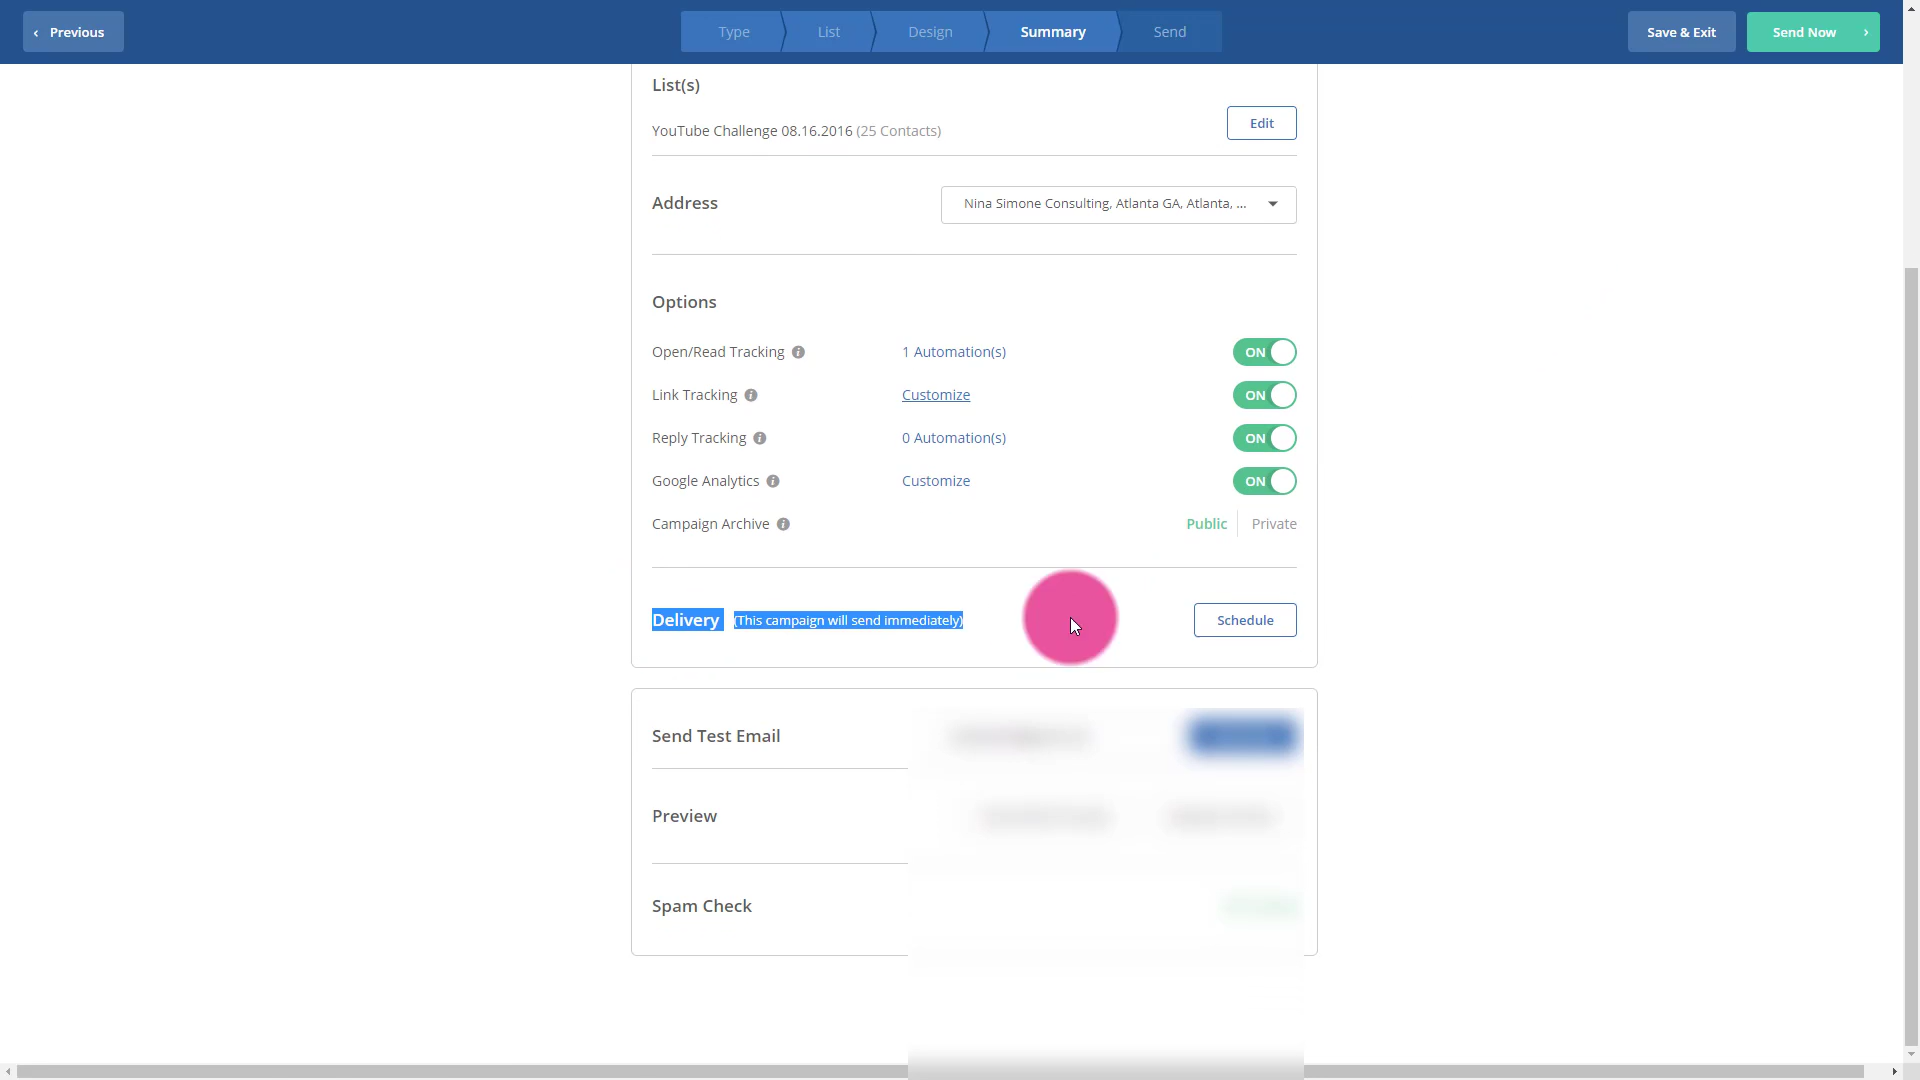 Previous
Type
List
Design
Summary
Send
Save & Exit
Send Now
List(s)
YouTube Challenge 08.16.2016 (25 Contacts)
Edit
Address
Nina Simone Consulting, Atlanta GA, Atlanta, ...
Options
Open/Read Tracking
1 Automation(s)
ON
Link Tracking
Customize
ON
Reply Tracking
0 Automation(s)
ON
Google Analytics
Customize
ON
Campaign Archive
Public
Private
Delivery (This campaign will send immediately)
Schedule
Send Test Email
Preview
Spam Check